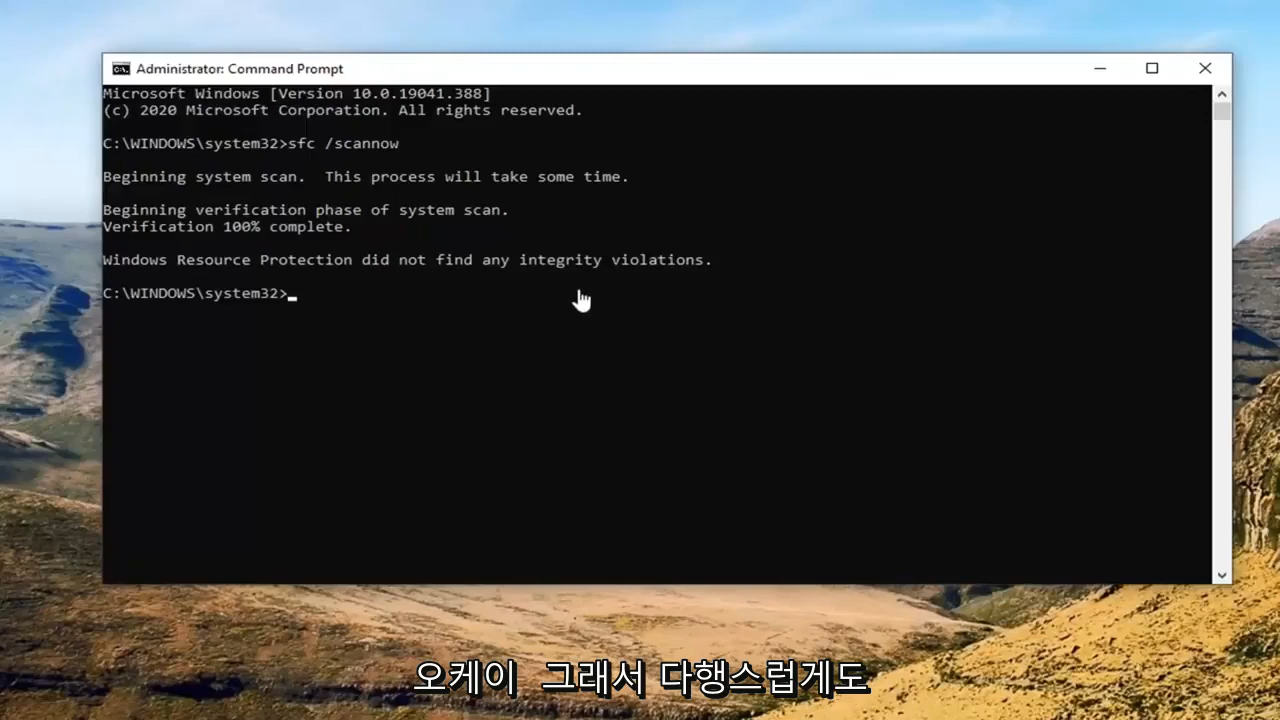 Administrator: Command Prompt
Microsoft Windows [Version 10.0.19041.388]
(c) 2020 Microsoft Corporation. All rights reserved.
C:\WINDOWS\system32>sfc /scannow
Beginning system scan.  This process will take some time.
Beginning verification phase of system scan.
Verification 100% complete.
Windows Resource Protection did not find any integrity violations.
C:\WINDOWS\system32>
오케이 그래서 다행스럽게도